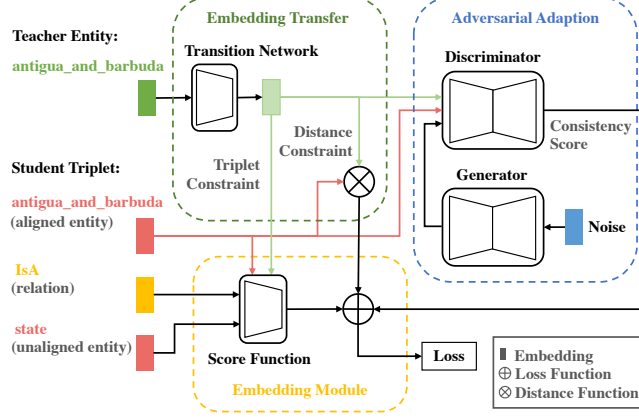 Embedding Transfer
Adversarial Adaption
Teacher Entity:
antigua_and_barbuda
Transition Network
Discriminator
Distance
Constraint
Triplet
Constraint
Consistency
Score
Student Triplet:
antigua_and_barbuda
(aligned entity)
Generator
Noise
IsA
(relation)
state
(unaligned entity)
Score Function
Embedding Module
Loss
Embedding
Loss Function
Distance Function